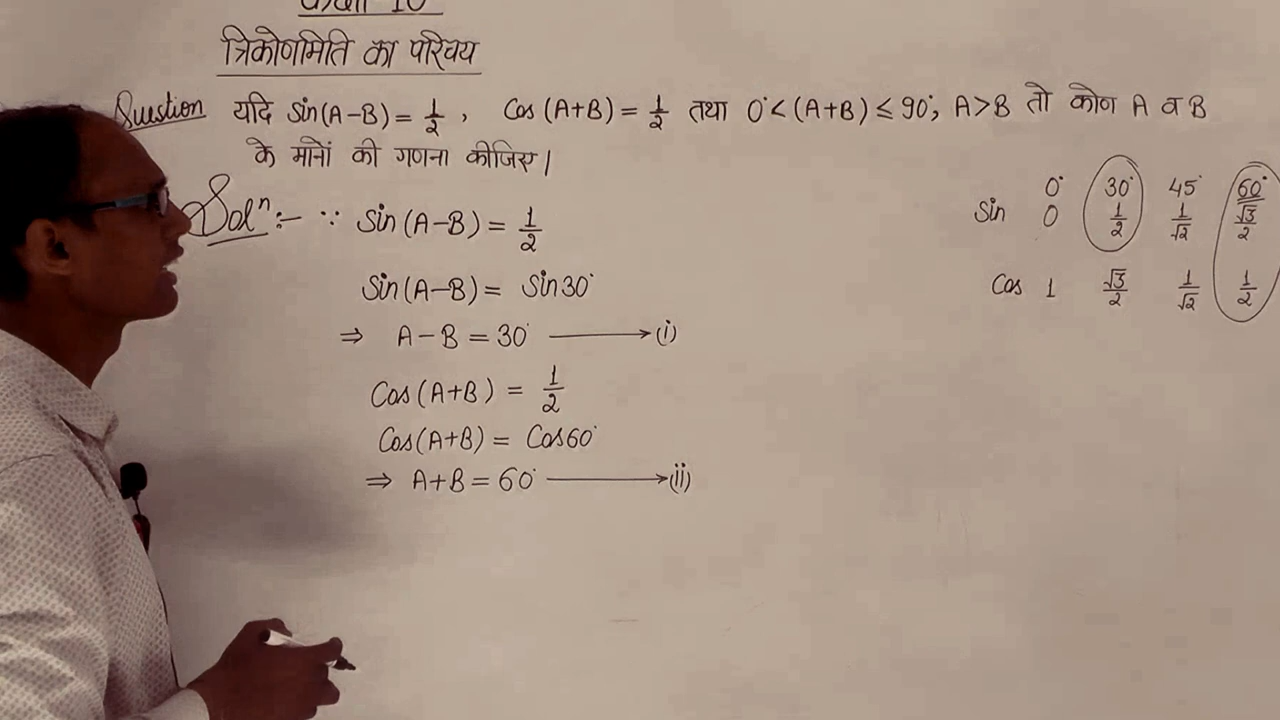 कक्षा 10
त्रिकोणमिति का परिचय
Question यदि Sin(A-B) = 1/2 , Cos (A+B) = 1/2 तथा 0° < (A+B) ≤ 90°; A>B तो कोण A व B
के मानों की गणना कीजिए।
Solⁿ:- ∵ Sin(A-B) = 1/2
Sin(A-B) = Sin30°
⇒ A-B = 30° ⟶(i)
Cos(A+B) = 1/2
Cos(A+B) = Cos60°
⇒ A+B = 60° ⟶(ii)
0° 30° 45° 60°
Sin 0 1/2 1/√2 √3/2
Cos 1 √3/2 1/√2 1/2